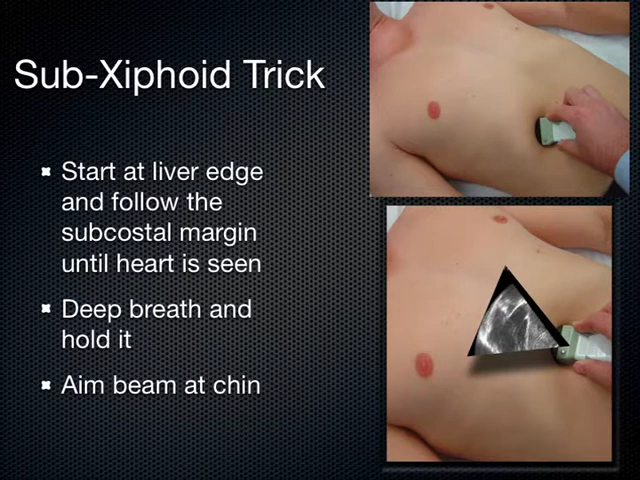 Sub-Xiphoid Trick
Start at liver edge
and follow the
subcostal margin
until heart is seen
Deep breath and
hold it
Aim beam at chin